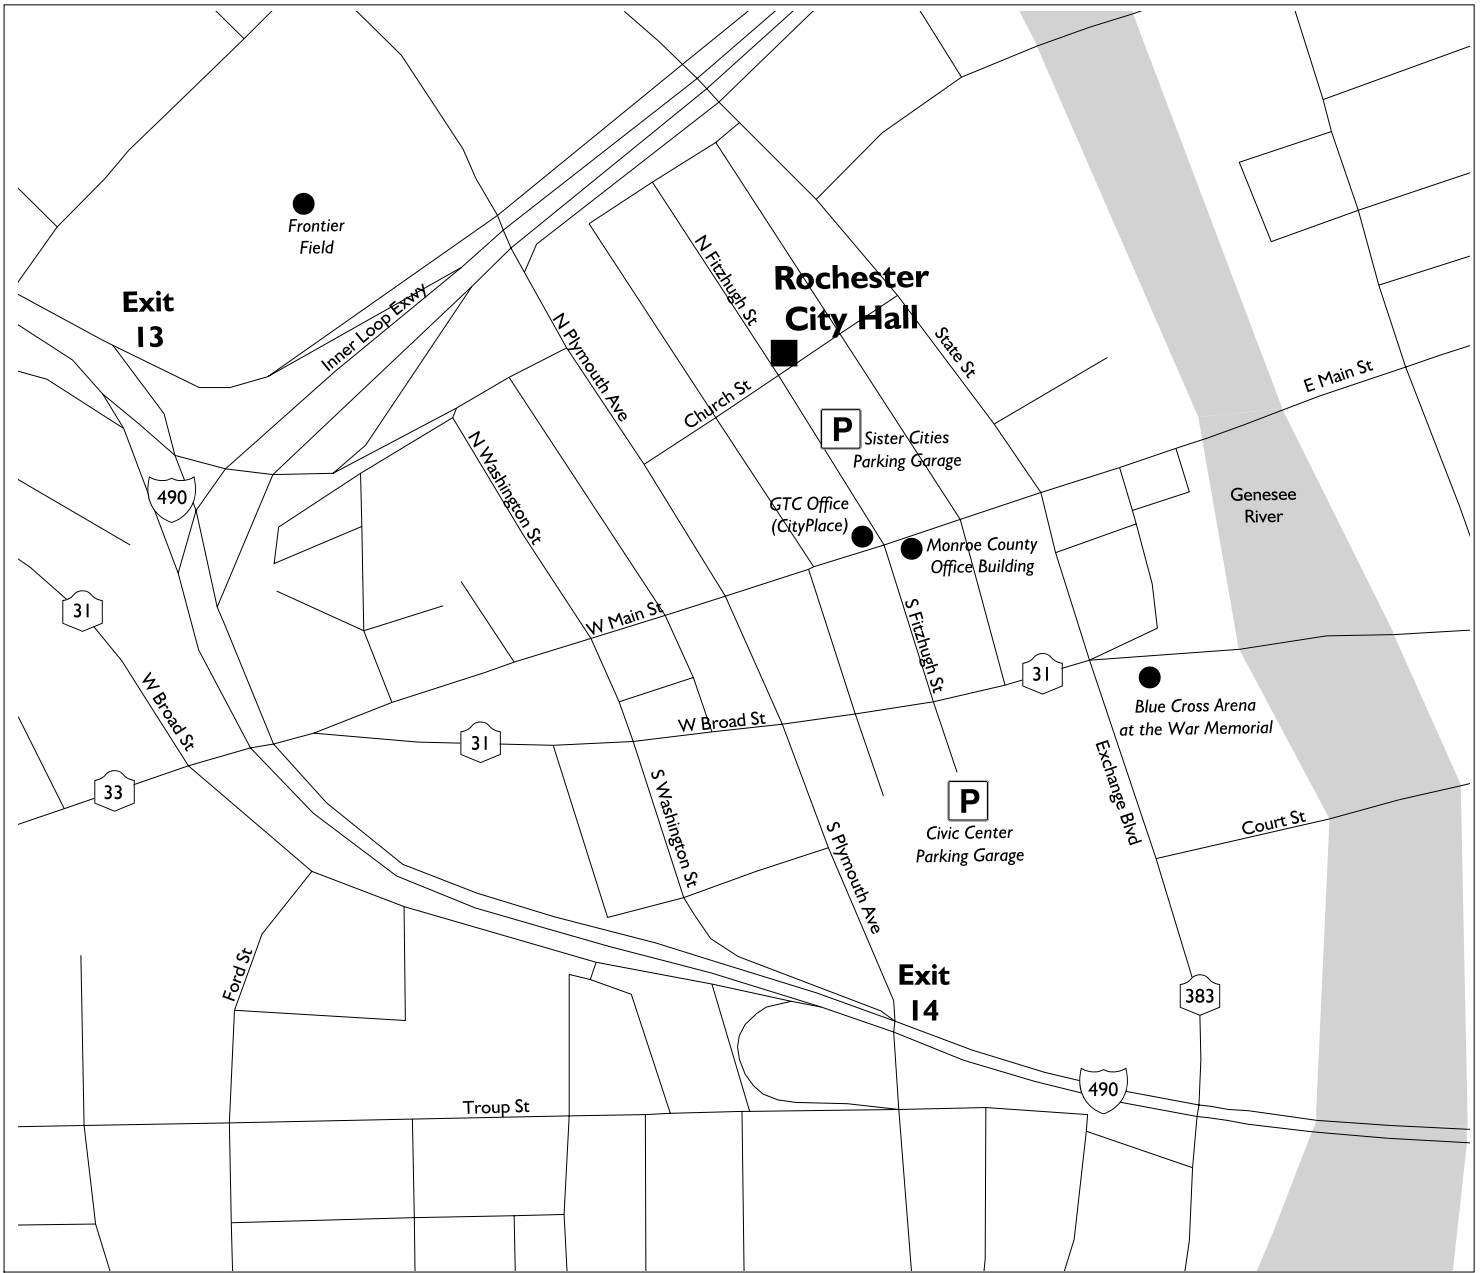 Frontier
Field
Exit
13
Inner Loop Exwy
N Plymouth Ave
N Fitzhugh St
Rochester
City Hall
State St
Church St
E Main St
P
Sister Cities
Parking Garage
N Washington St
490
GTC Office
(CityPlace)
Genesee
River
Monroe County
Office Building
31
W Main St
S Fitzhugh St
31
W Broad St
Blue Cross Arena
at the War Memorial
W Broad St
31
33
S Washington St
Exchange Blvd
P
Civic Center
Parking Garage
Court St
S Plymouth Ave
Ford St
Exit
14
383
490
Troup St